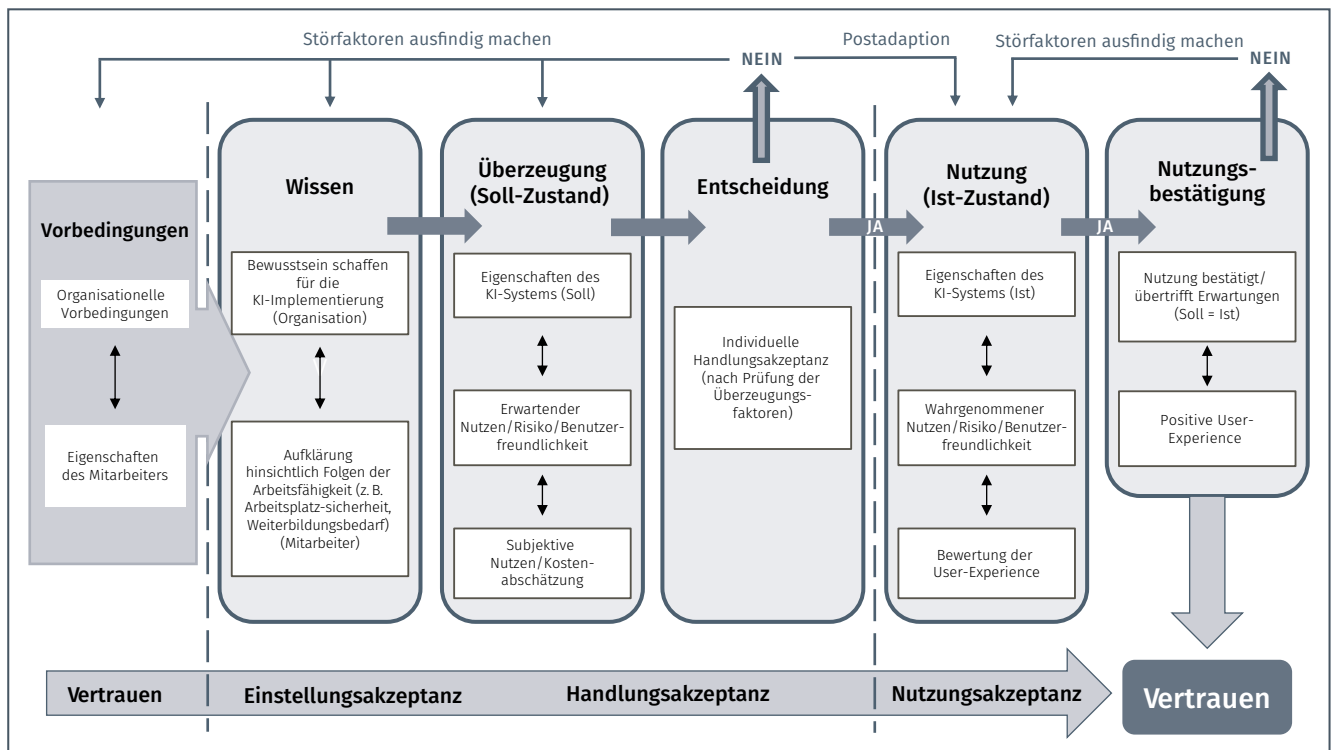 Störfaktoren ausfindig machen
NEIN
Postadaption
Störfaktoren ausfindig machen
NEIN
Vorbedingungen
Organisationelle
Vorbedingungen
Eigenschaften
des Mitarbeiters
Wissen
Bewusstsein schaffen
für die
KI-Implementierung
(Organisation)
Aufklärung
hinsichtlich Folgen der
Arbeitsfähigkeit (z. B.
Arbeitsplatz-sicherheit,
Weiterbildungsbedarf)
(Mitarbeiter)
Überzeugung
(Soll-Zustand)
Eigenschaften des
KI-Systems (Soll)
Erwartender
Nutzen/Risiko/Benutzer-
freundlichkeit
Subjektive
Nutzen/Kosten-
abschätzung
Entscheidung
Individuelle
Handlungsakzeptanz
(nach Prüfung der
Überzeugungs-
faktoren)
JA
Nutzung
(Ist-Zustand)
Eigenschaften des
KI-Systems (Ist)
Wahrgenommener
Nutzen/Risiko/Benutzer-
freundlichkeit
Bewertung der
User-Experience
JA
Nutzungs-
bestätigung
Nutzung bestätigt/
übertrifft Erwartungen
(Soll = Ist)
Positive User-
Experience
Vertrauen
Einstellungsakzeptanz
Handlungsakzeptanz
Nutzungsakzeptanz
Vertrauen